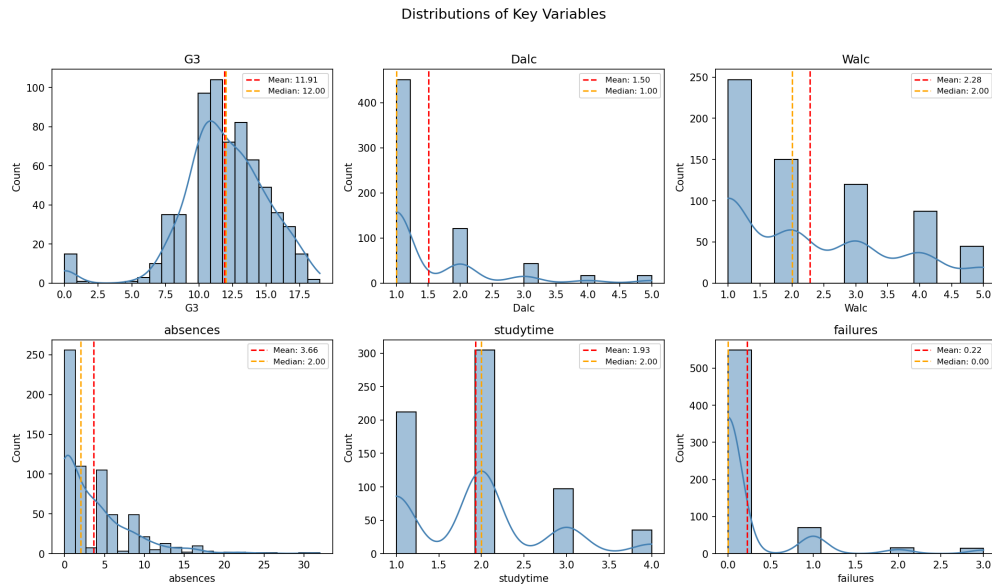 Distributions of Key Variables
G3
Mean: 11.91
Median: 12.00
Count
100
80
60
40
20
0
0.0 2.5 5.0 7.5 10.0 12.5 15.0 17.5
G3
Dalc
Mean: 1.50
Median: 1.00
Count
400
300
200
100
0
1.0 1.5 2.0 2.5 3.0 3.5 4.0 4.5 5.0
Dalc
Walc
Mean: 2.28
Median: 2.00
Count
250
200
150
100
50
0
1.0 1.5 2.0 2.5 3.0 3.5 4.0 4.5 5.0
Walc
absences
Mean: 3.66
Median: 2.00
Count
250
200
150
100
50
0
0 5 10 15 20 25 30
absences
studytime
Mean: 1.93
Median: 2.00
Count
300
250
200
150
100
50
0
1.0 1.5 2.0 2.5 3.0 3.5 4.0
studytime
failures
Mean: 0.22
Median: 0.00
Count
500
400
300
200
100
0
0.0 0.5 1.0 1.5 2.0 2.5 3.0
failures